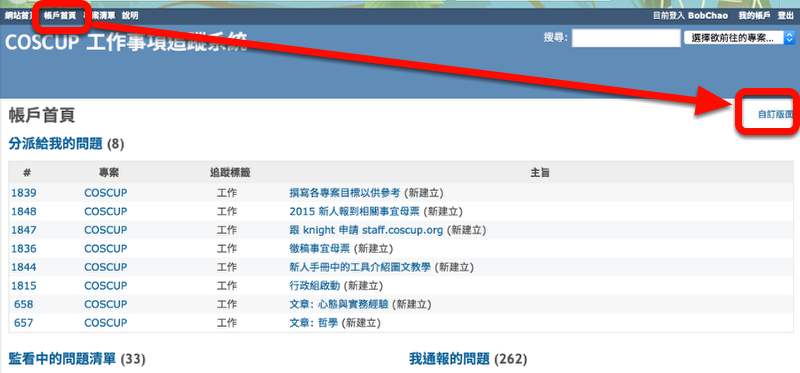 網站首頁 帳戶首頁 專案清單 說明 目前登入 BobChao 我的帳戶 登出
COSCUP 工作事項追蹤系統 搜尋: 選擇欲前往的專案...
帳戶首頁 自訂版面
分派給我的問題 (8)
# 專案 追蹤標籤 主旨
1839 COSCUP 工作 撰寫各專案目標以供參考 (新建立)
1848 COSCUP 工作 2015 新人報到相關事宜母票 (新建立)
1847 COSCUP 工作 跟 knight 申請 staff.coscup.org (新建立)
1836 COSCUP 工作 徵稿事宜母票 (新建立)
1844 COSCUP 工作 新人手冊中的工具介紹圖文教學 (新建立)
1815 COSCUP 工作 行政組啟動 (新建立)
658 COSCUP 工作 文章: 心態與實務經驗 (新建立)
657 COSCUP 工作 文章: 哲學 (新建立)
監看中的問題清單 (33) 我通報的問題 (262)